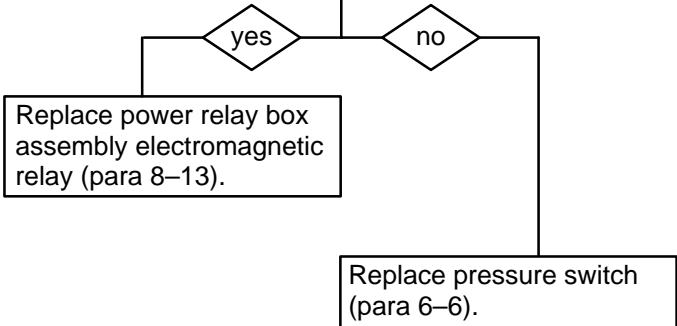 yes
no
Replace power relay box
assembly electromagnetic
relay (para 8–13).
Replace pressure switch
(para 6–6).